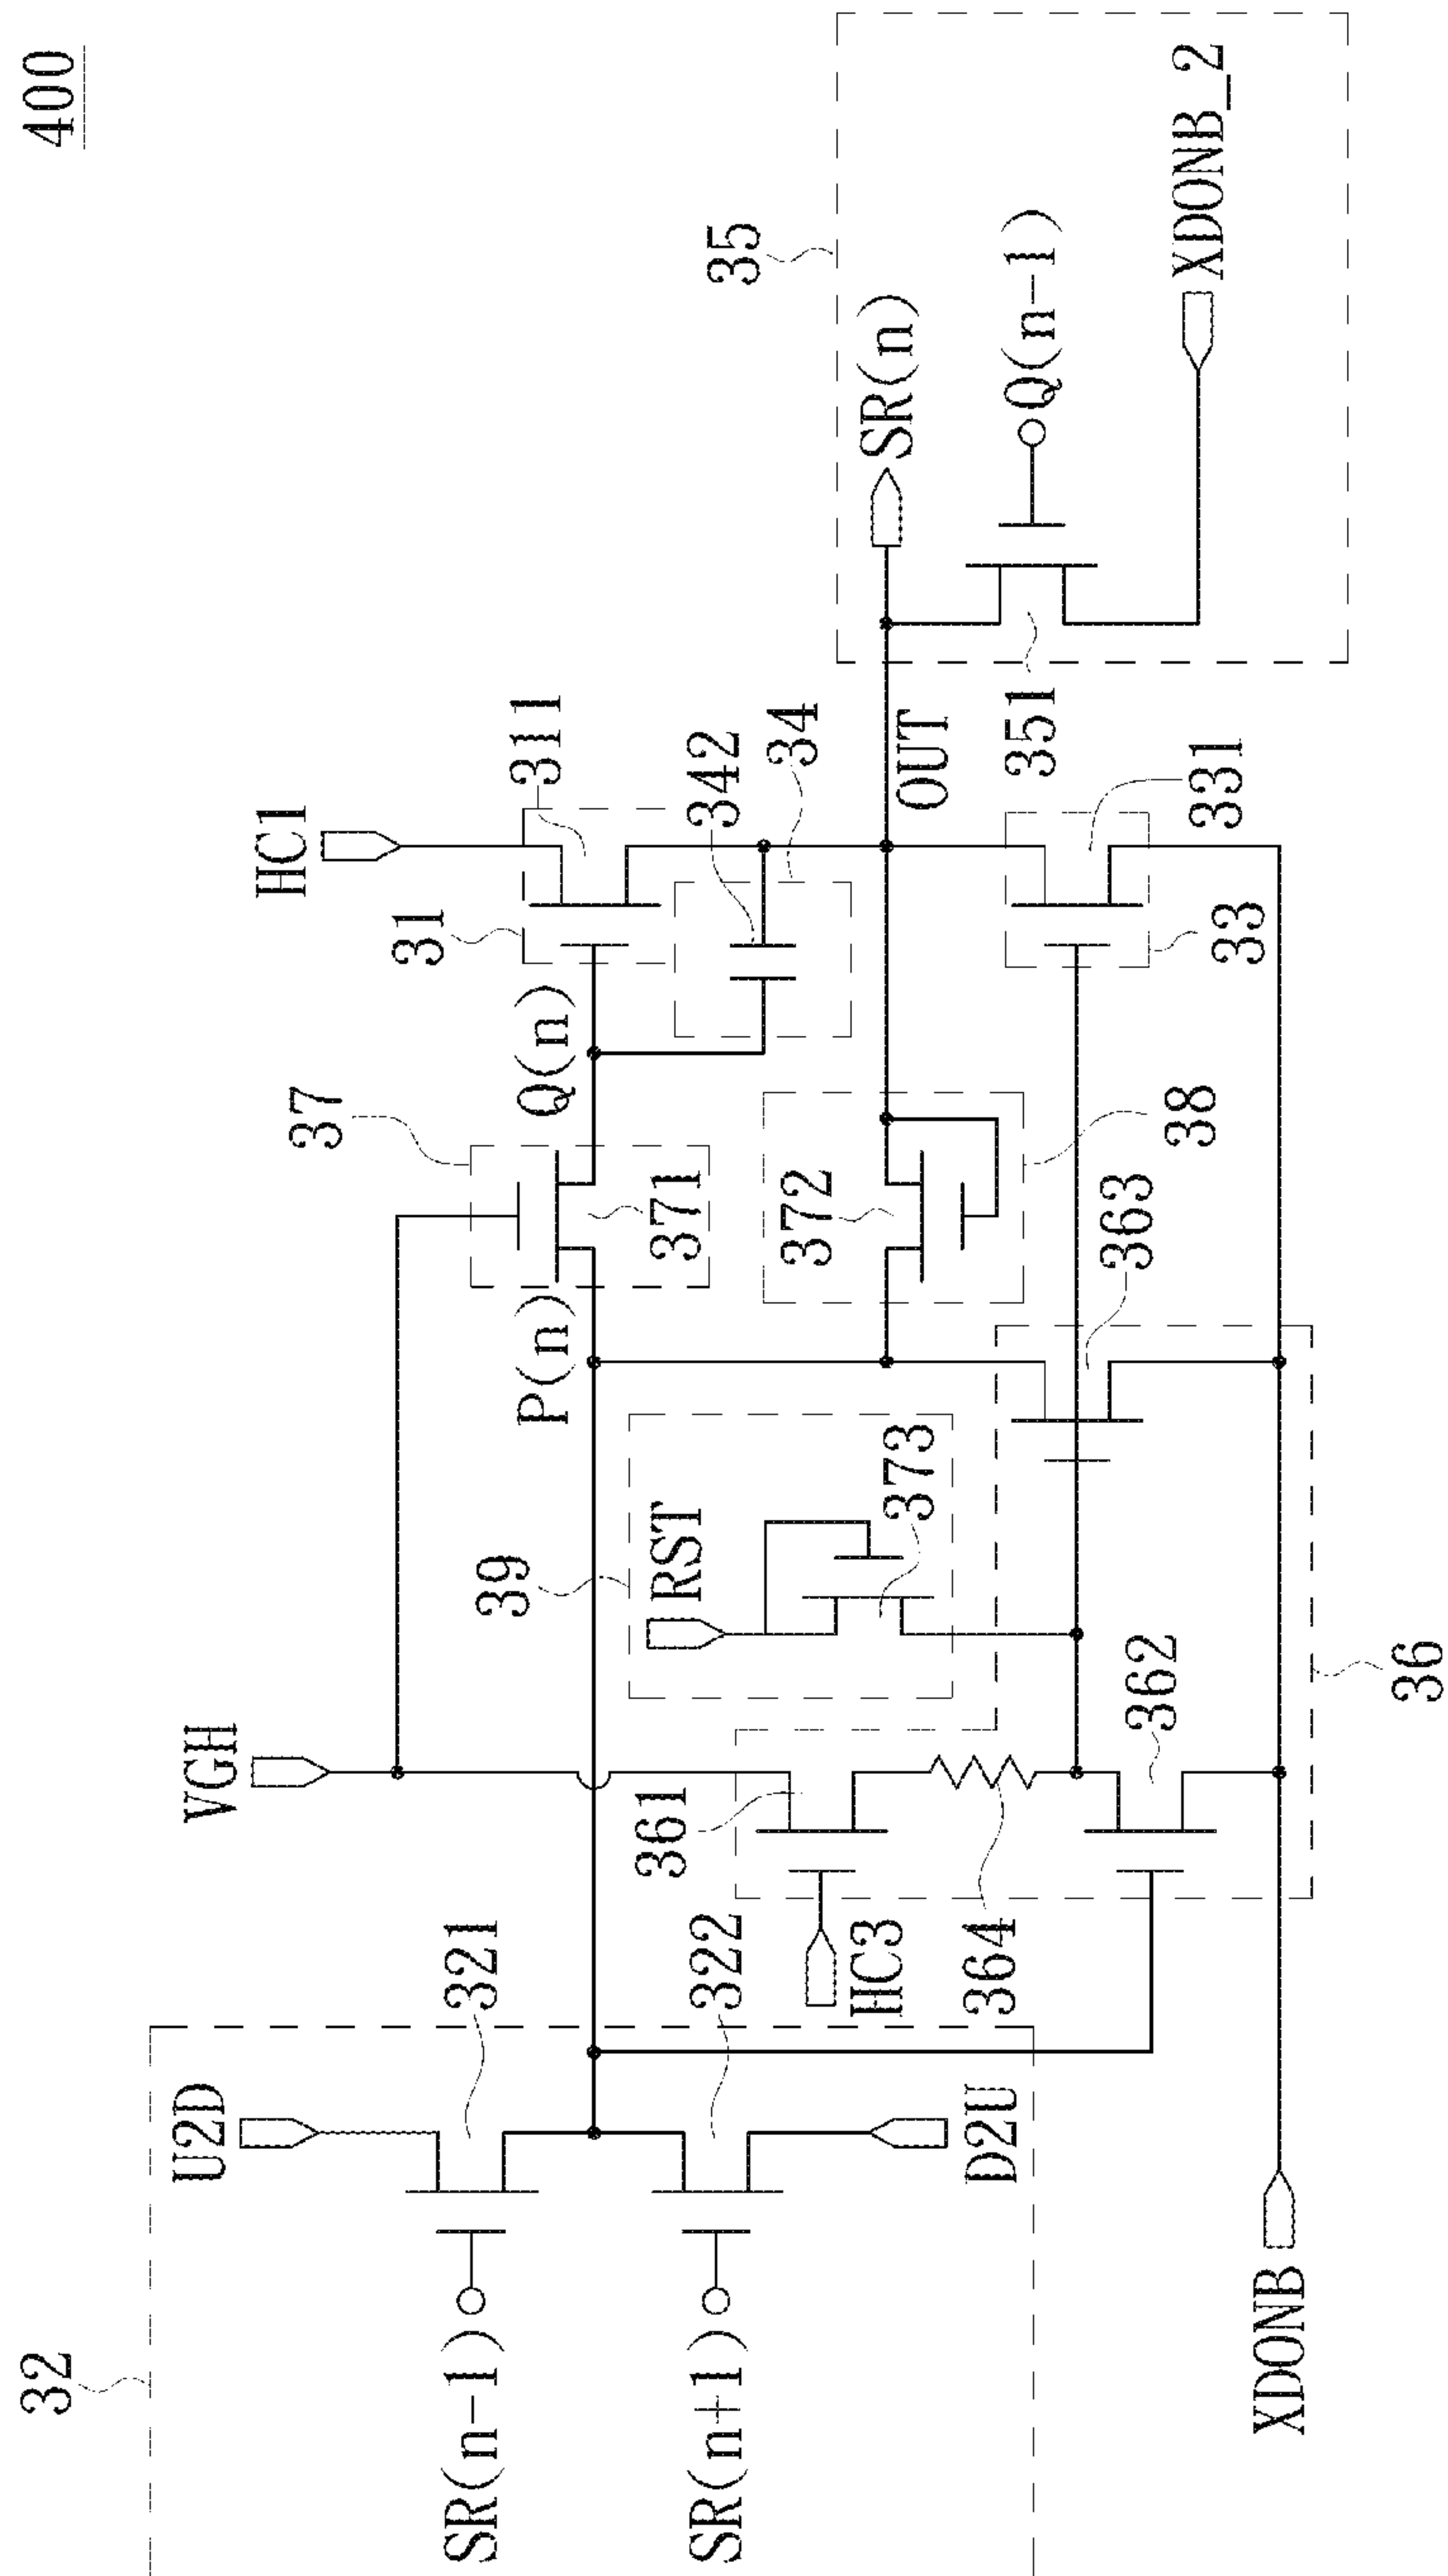 400
32
U2D
321
SR(n-1)
SR(n+1)
322
D2U
VGH
39
RST
373
361
HC3
364
362
36
XDONB
P(n)
37
371
Q(n)
372
38
363
HC1
31
311
342
34
OUT
33
331
35
SR(n)
Q(n-1)
351
XDONB_2